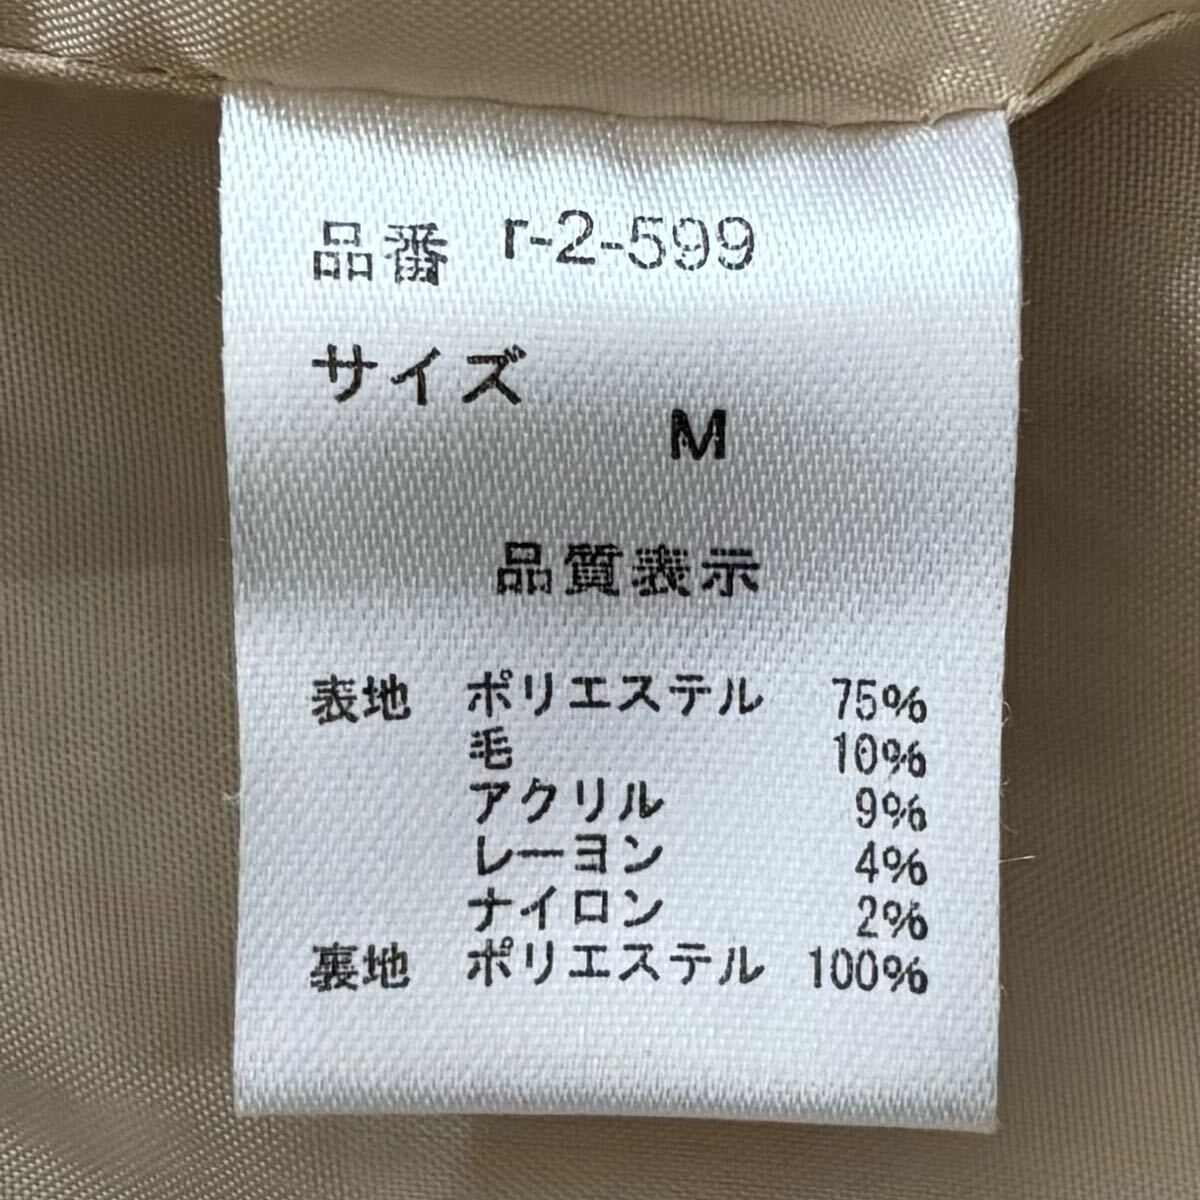 品番 r-2-599
サイズ
M
品質表示
表地 ポリエステル 75%
毛 10%
アクリル 9%
レーヨン 4%
ナイロン 2%
裏地 ポリエステル 100%